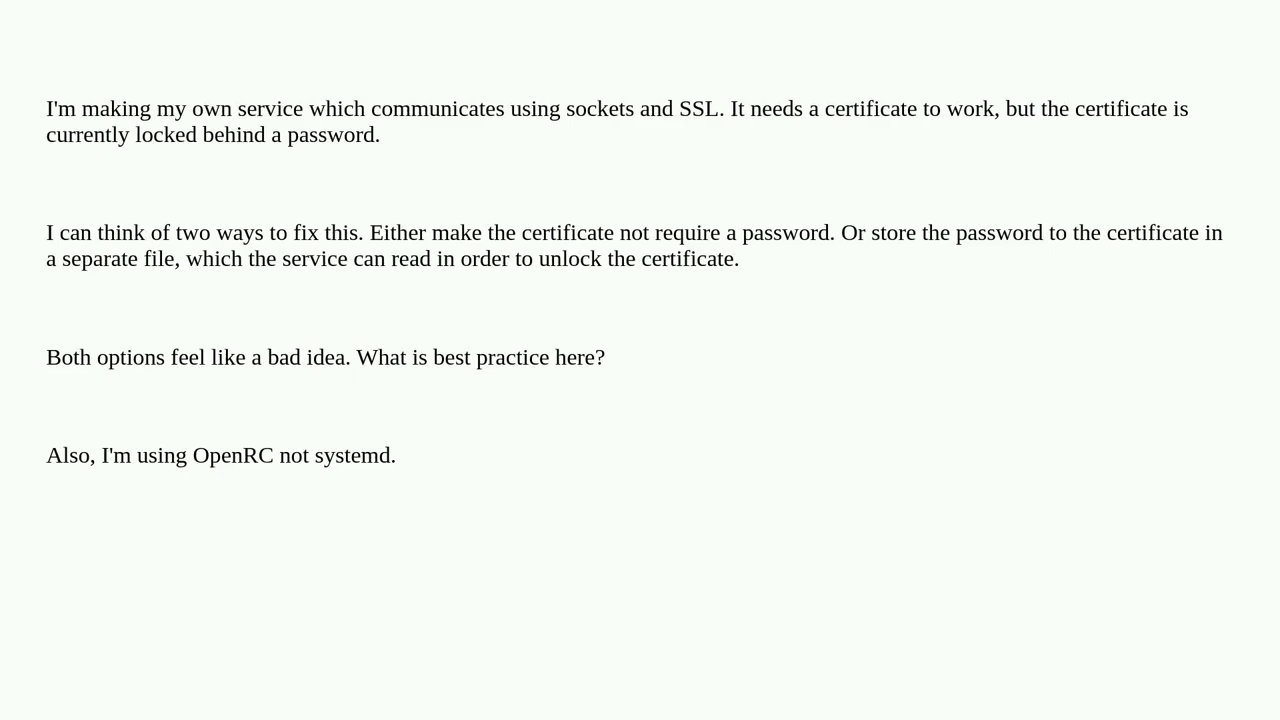 I'm making my own service which communicates using sockets and SSL. It needs a certificate to work, but the certificate is
currently locked behind a password.
I can think of two ways to fix this. Either make the certificate not require a password. Or store the password to the certificate in
a separate file, which the service can read in order to unlock the certificate.
Both options feel like a bad idea. What is best practice here?
Also, I'm using OpenRC not systemd.